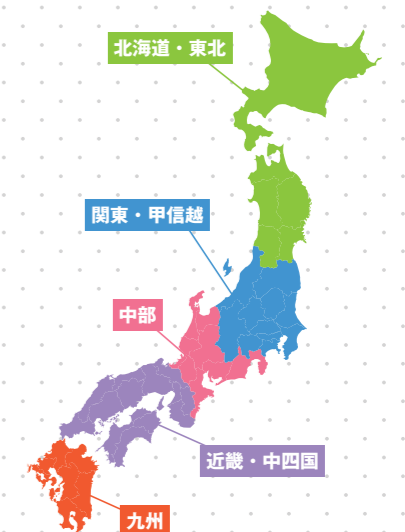 北海道・東北
関東・甲信越
中部
近畿・中四国
九州